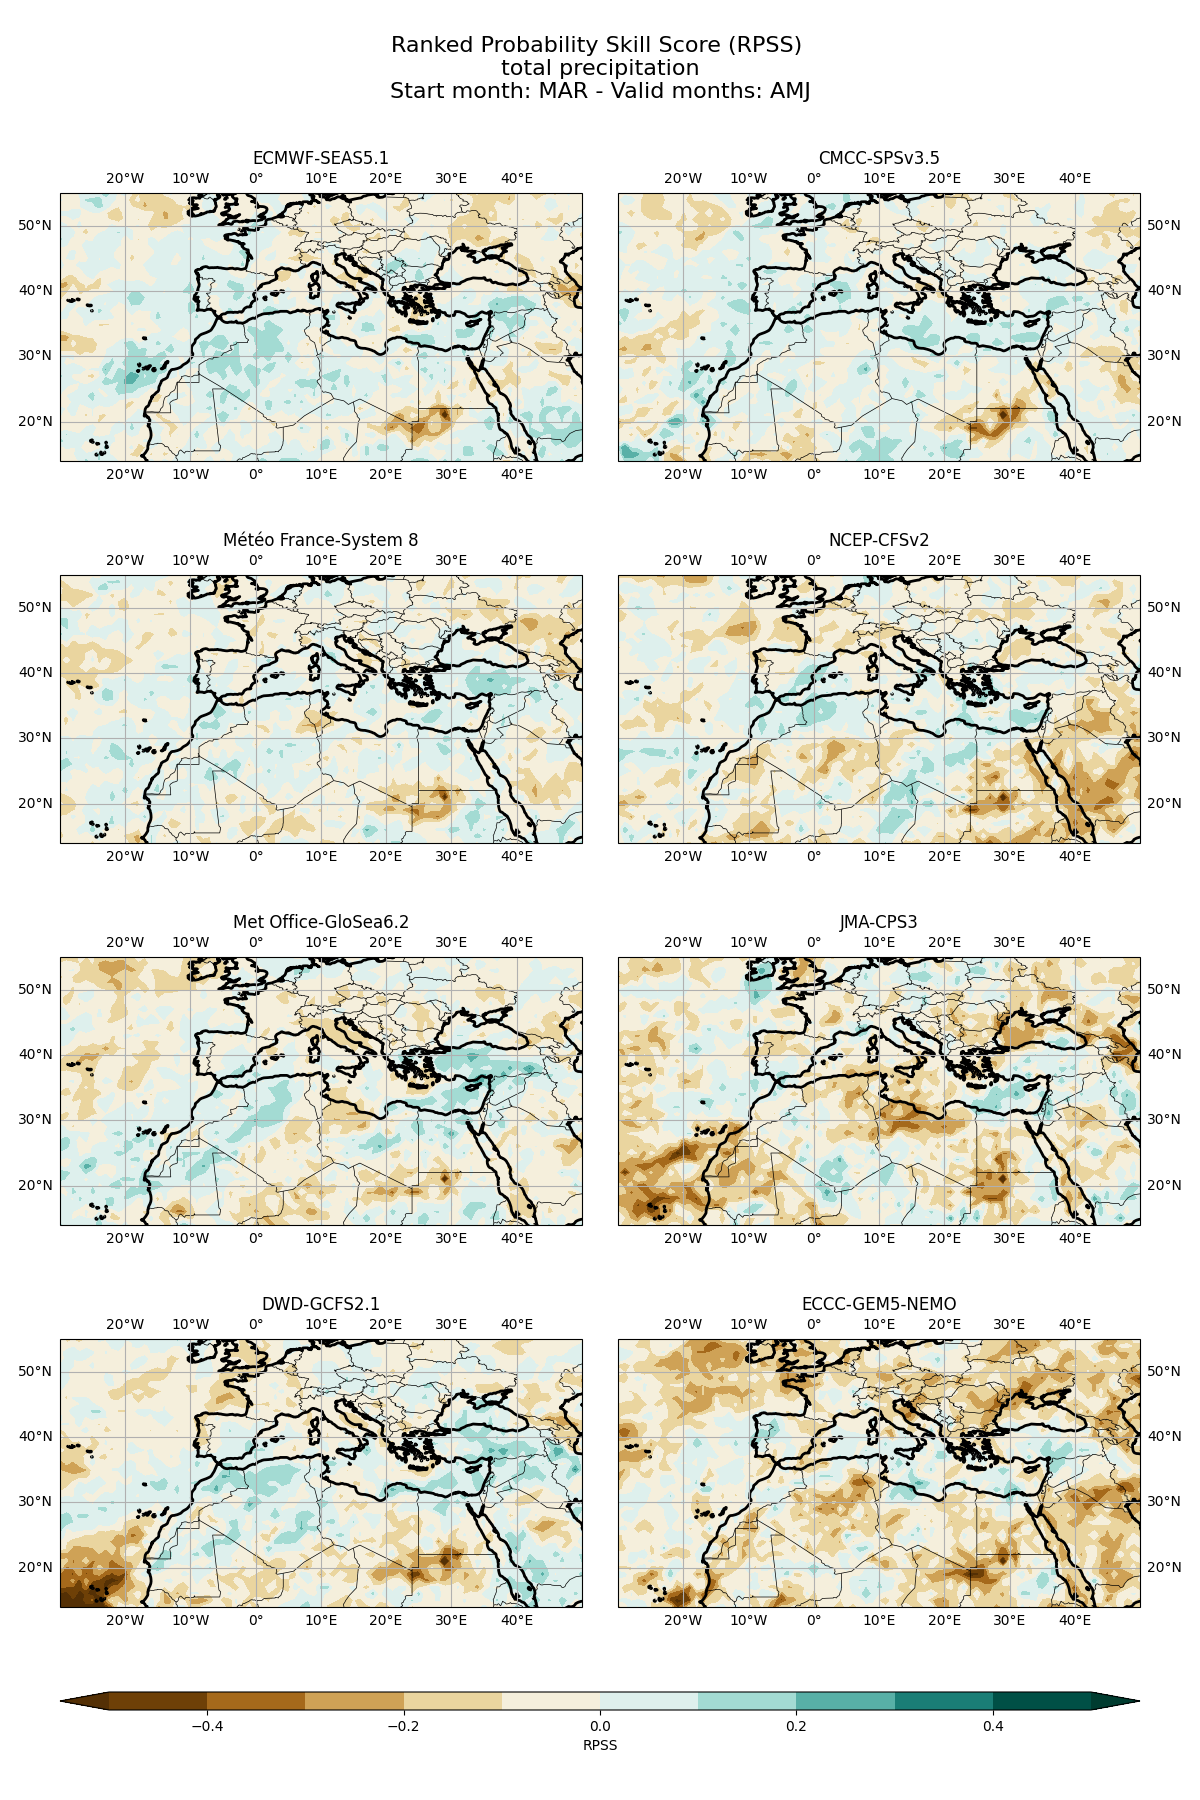 Ranked Probability Skill Score (RPSS)
total precipitation
Start month: MAR - Valid months: AMJ
ECMWF-SEAS5.1
CMCC-SPSv3.5
20°W 10°W 0° 10°E 20°E 30°E 40°E
20°W 10°W 0° 10°E 20°E 30°E 40°E
50°N
50°N
40°N
40°N
30°N
30°N
20°N
20°N
20°W 10°W 0° 10°E 20°E 30°E 40°E
20°W 10°W 0° 10°E 20°E 30°E 40°E
Météo France-System 8
NCEP-CFSv2
20°W 10°W 0° 10°E 20°E 30°E 40°E
20°W 10°W 0° 10°E 20°E 30°E 40°E
50°N
50°N
40°N
40°N
30°N
30°N
20°N
20°N
20°W 10°W 0° 10°E 20°E 30°E 40°E
20°W 10°W 0° 10°E 20°E 30°E 40°E
Met Office-GloSea6.2
JMA-CPS3
20°W 10°W 0° 10°E 20°E 30°E 40°E
20°W 10°W 0° 10°E 20°E 30°E 40°E
50°N
50°N
40°N
40°N
30°N
30°N
20°N
20°N
20°W 10°W 0° 10°E 20°E 30°E 40°E
20°W 10°W 0° 10°E 20°E 30°E 40°E
DWD-GCFS2.1
ECCC-GEM5-NEMO
20°W 10°W 0° 10°E 20°E 30°E 40°E
20°W 10°W 0° 10°E 20°E 30°E 40°E
50°N
50°N
40°N
40°N
30°N
30°N
20°N
20°N
20°W 10°W 0° 10°E 20°E 30°E 40°E
20°W 10°W 0° 10°E 20°E 30°E 40°E
−0.4 −0.2 0.0 0.2 0.4
RPSS